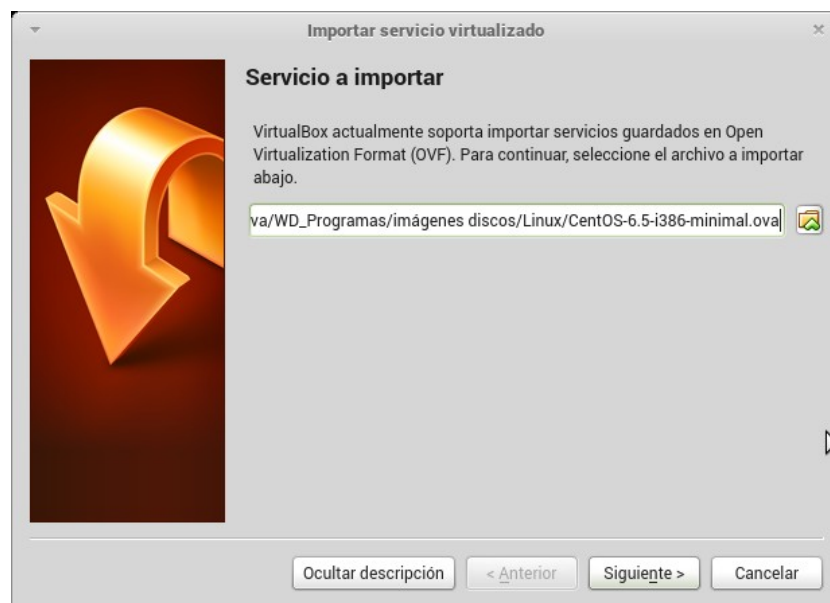 Importar servicio virtualizado
Servicio a importar
VirtualBox actualmente soporta importar servicios guardados en Open
Virtualization Format (OVF). Para continuar, seleccione el archivo a importar
abajo.
va/WD_Programas/imágenes discos/Linux/CentOS-6.5-i386-minimal.ova
Ocultar descripción
< Anterior
Siguiente >
Cancelar